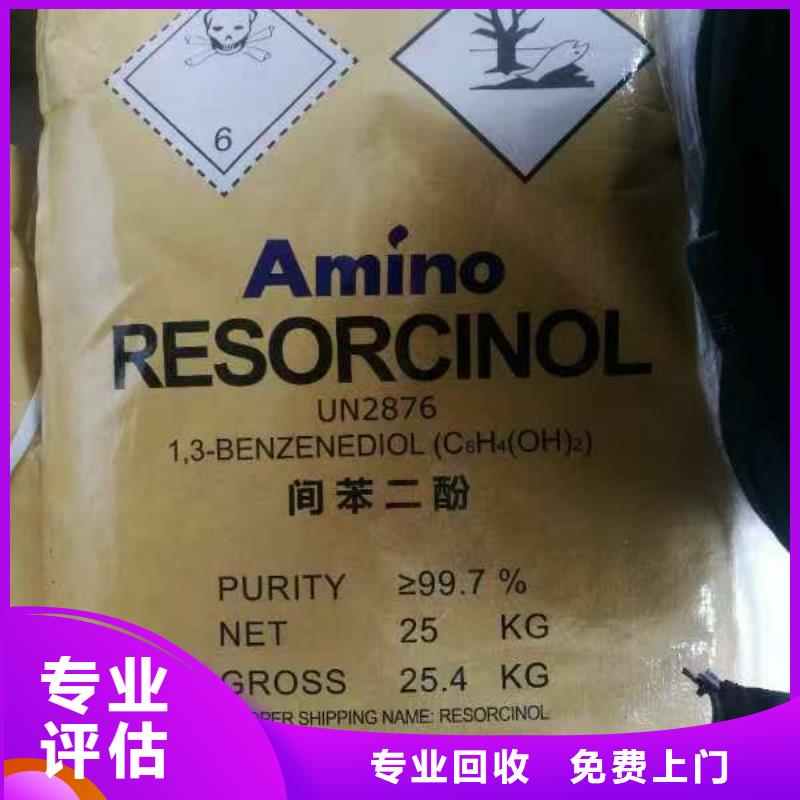 6
Amino
RESORCINOL
UN2876
1,3-BENZENEDIOL (C₆H₄(OH)₂)
间苯二酚
PURITY ≥99.7 %
NET 25 KG
GROSS 25.4 KG
SHIPPING NAME: RESORCINOL
专业
评估
专业回收 免费上门